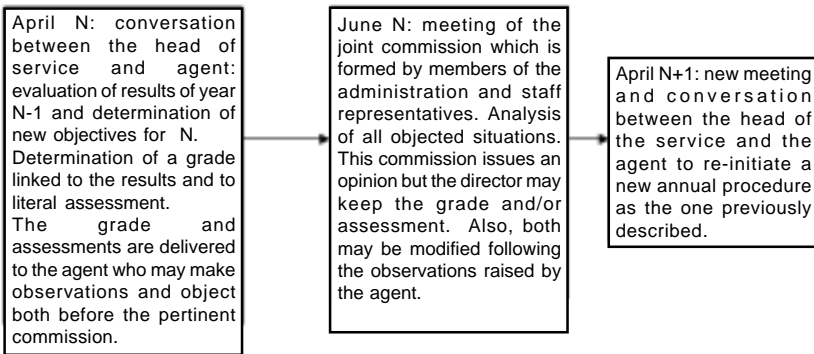 April N: conversation
between the head of
service and agent:
evaluation of results of year
N-1 and determination of
new objectives for N.
Determination of a grade
linked to the results and to
literal assessment.
The grade and
assessments are delivered
to the agent who may make
observations and object
both before the pertinent
commission.
June N: meeting of the
joint commission which is
formed by members of the
administration and staff
representatives. Analysis
of all objected situations.
This commission issues an
opinion but the director may
keep the grade and/or
assessment. Also, both
may be modified following
the observations raised by
the agent.
April N+1: new meeting
and conversation
between the head of
the service and the
agent to re-initiate a
new annual procedure
as the one previously
described.